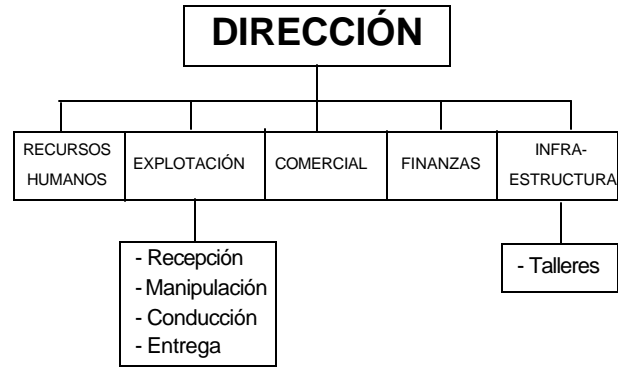 DIRECCIÓN
RECURSOS
HUMANOS
EXPLOTACIÓN
COMERCIAL
FINANZAS
INFRA-
ESTRUCTURA
- Recepción
- Manipulación
- Conducción
- Entrega
- Talleres